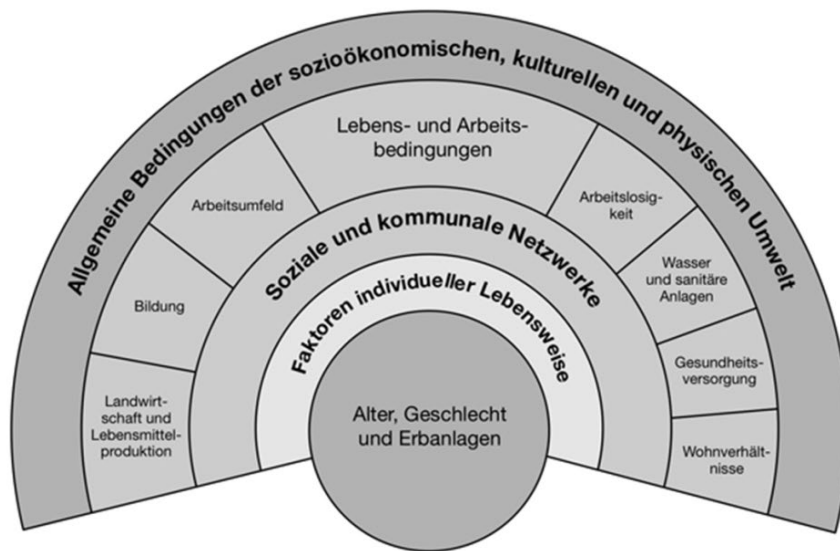 Allgemeine Bedingungen der sozioökonomischen, kulturellen und physischen Umwelt
Lebens- und Arbeits-
bedingungen
Arbeitsumfeld
Bildung
Landwirt-
schaft und
Lebensmittel-
produktion
Arbeitslosig-
keit
Wasser
und sanitäre
Anlagen
Gesundheits-
versorgung
Wohnverhält-
nisse
Soziale und kommunale Netzwerke
Faktoren individueller Lebensweise
Alter, Geschlecht
und Erbanlagen